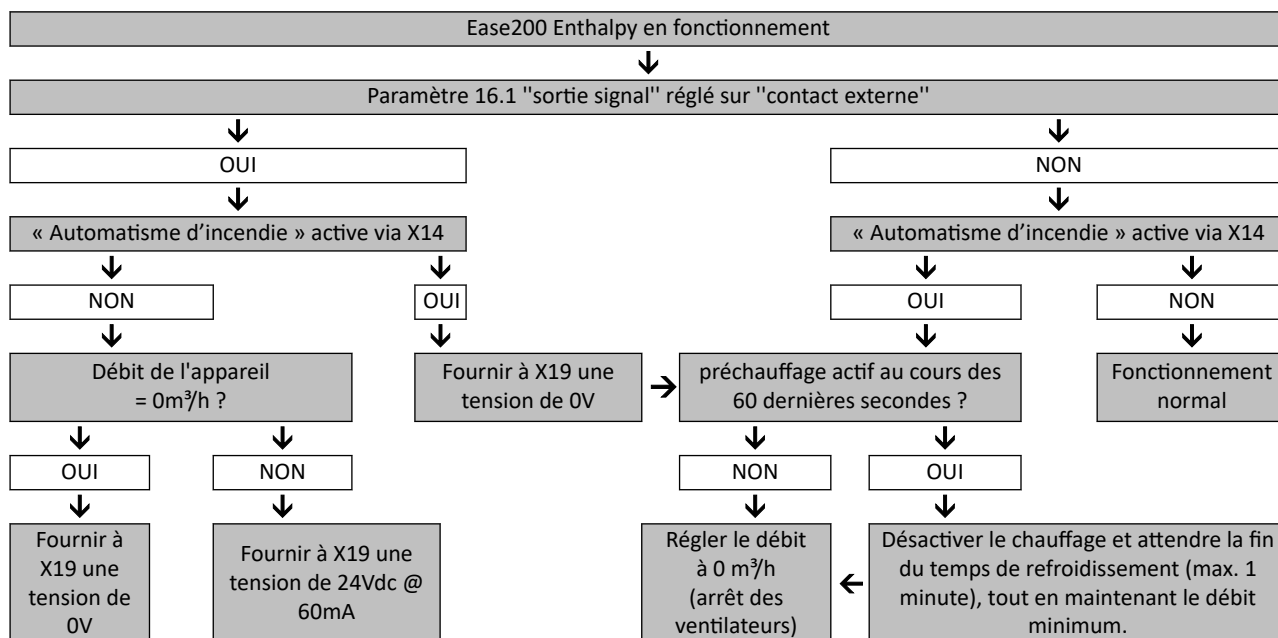 Ease200 Enthalpy en fonctionnement
Paramètre 16.1 "sortie signal" réglé sur "contact externe"
OUI
NON
« Automatisme d'incendie » active via X14
« Automatisme d'incendie » active via X14
NON
OUI
OUI
NON
Débit de l'appareil
= 0m³/h ?
Fournir à X19 une
tension de 0V
préchauffage actif au cours des
60 dernières secondes ?
Fonctionnement
normal
OUI
NON
NON
OUI
Fournir à
X19 une
tension de
0V
Fournir à X19 une
tension de 24Vdc @
60mA
Régler le débit
à 0 m³/h
(arrêt des
ventilateurs)
Désactiver le chauffage et attendre la fin
du temps de refroidissement (max. 1
minute), tout en maintenant le débit
minimum.